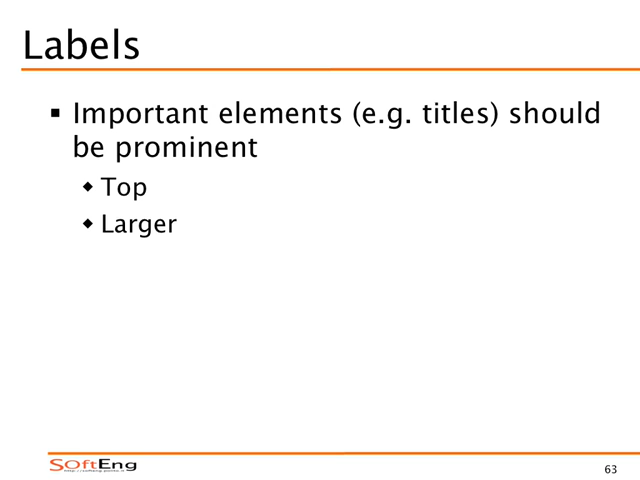 Labels
▪ Important elements (e.g. titles) should
be prominent
◆ Top
◆ Larger
SOftEng
63